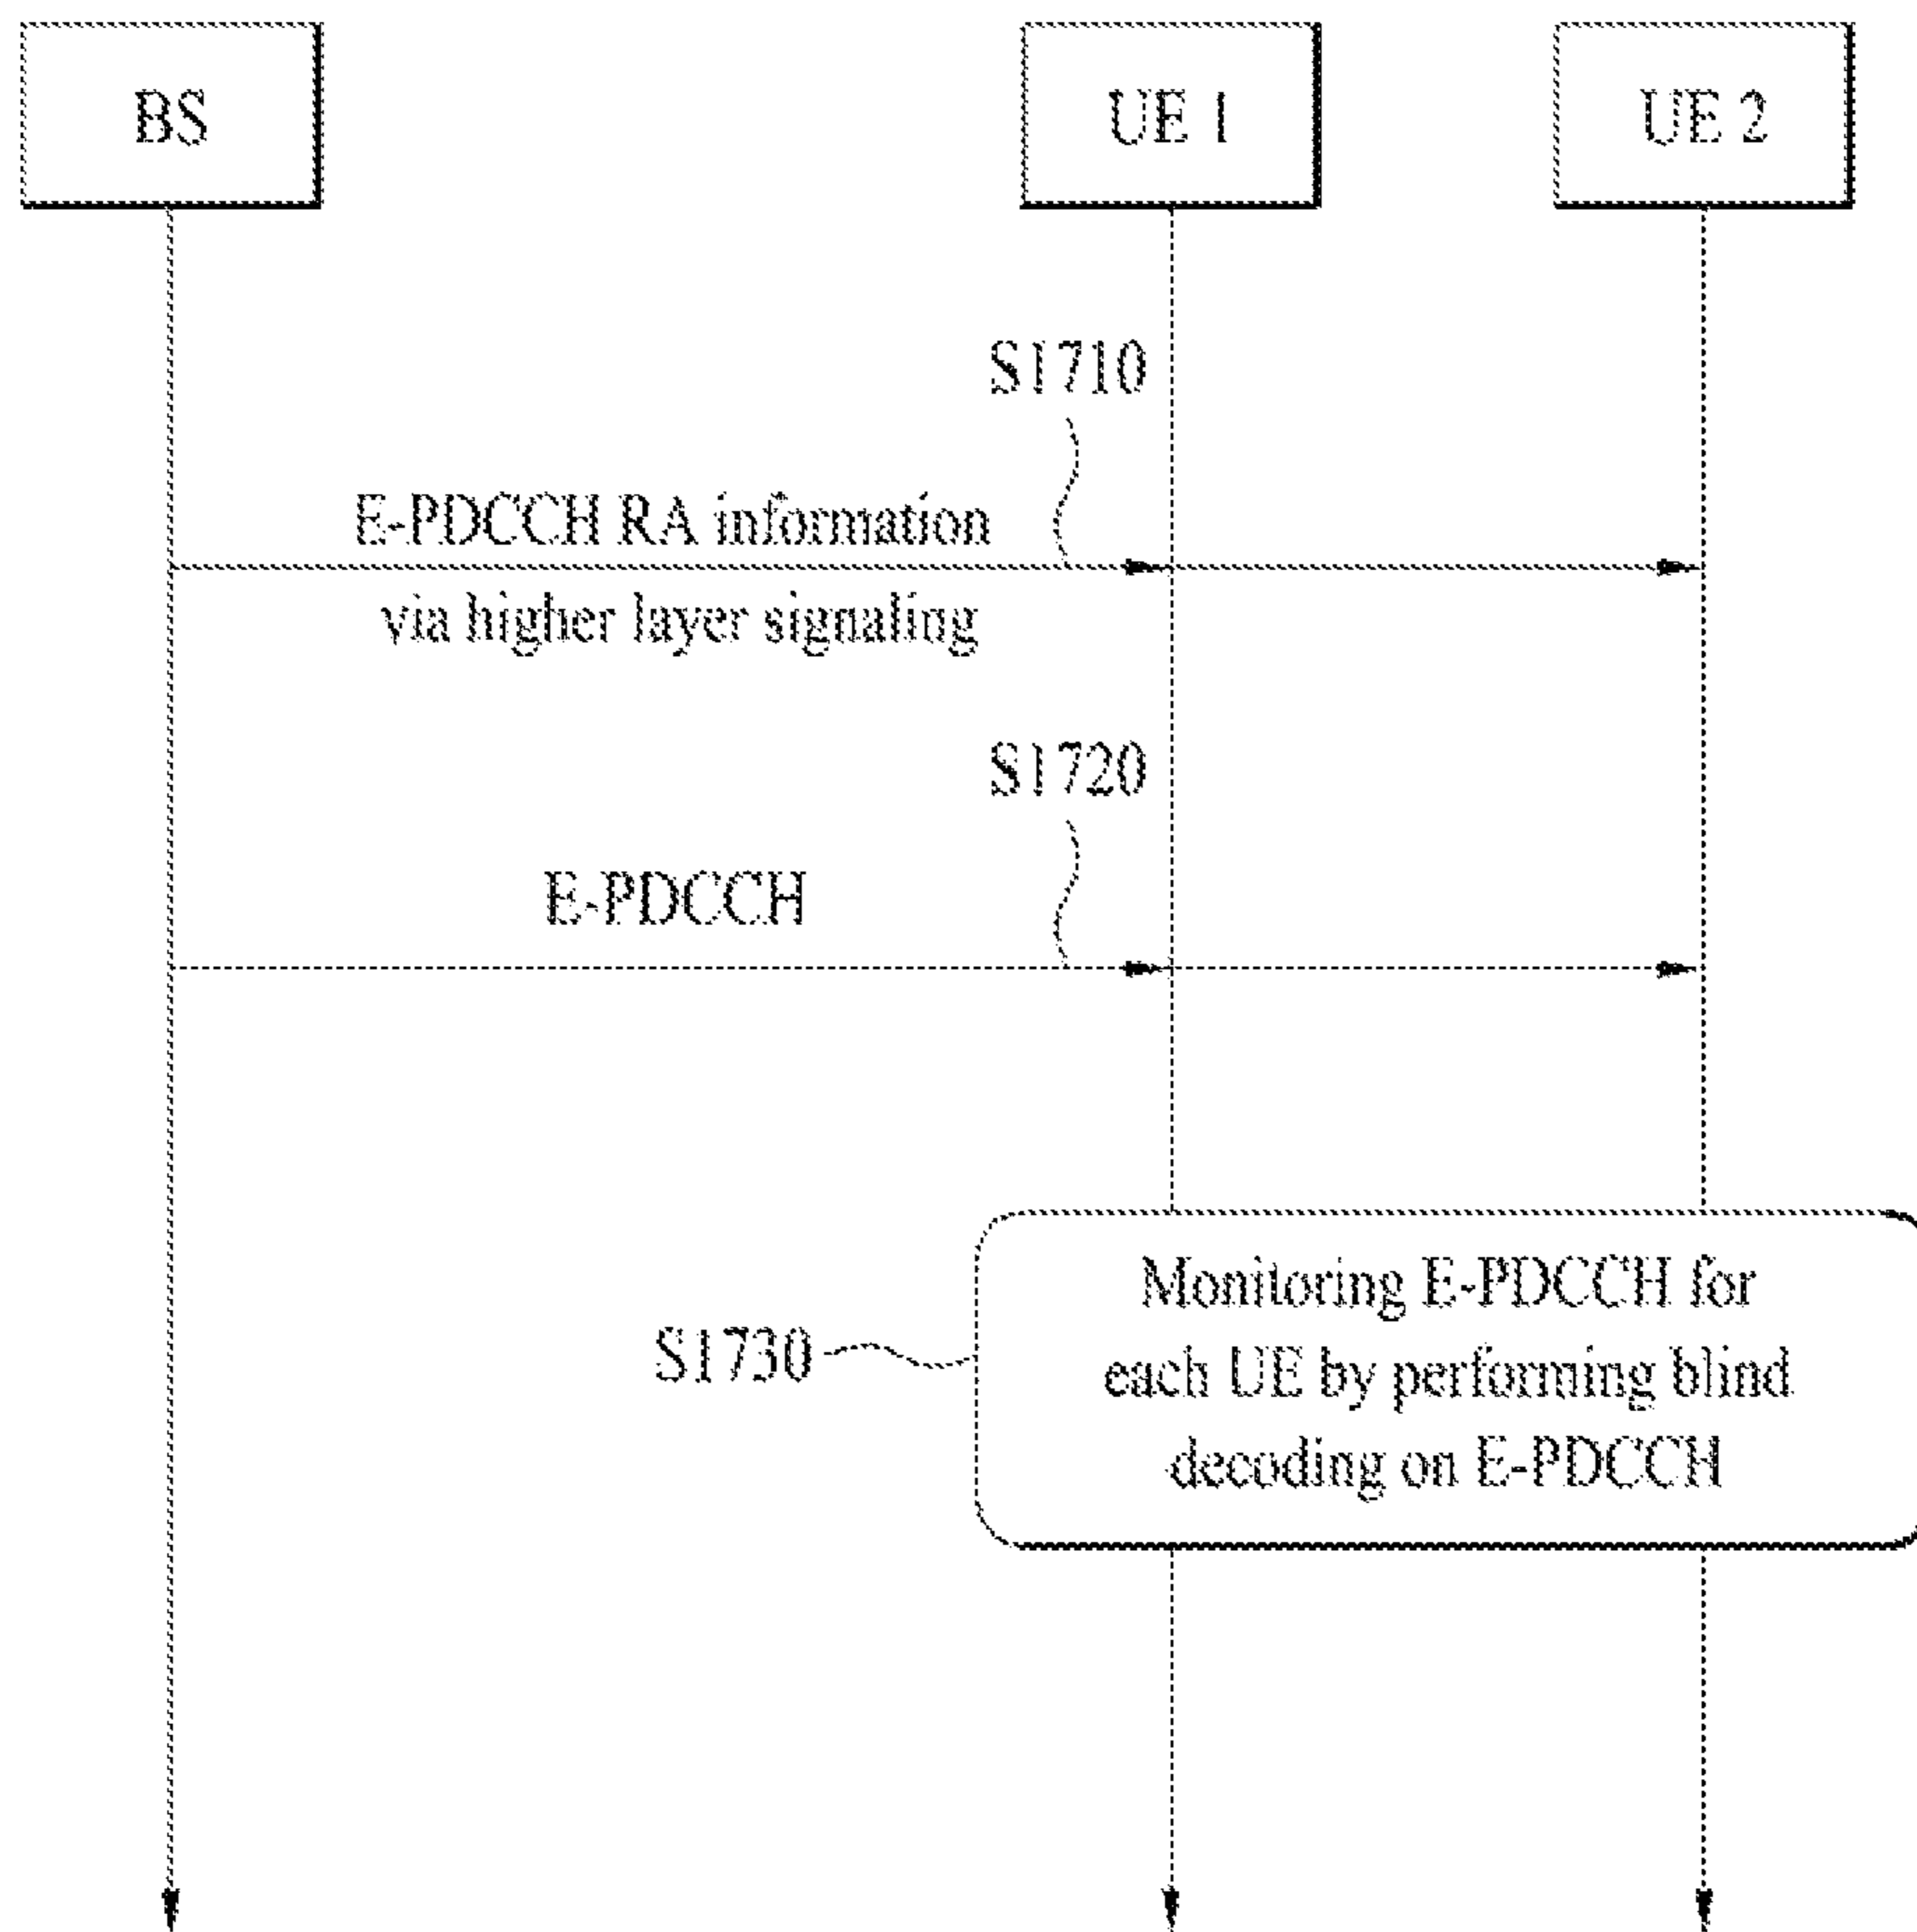 BS
UE 1
UE 2
S1710
E-PDCCH RA information
via higher layer signaling
S1720
E-PDCCH
Monitoring E-PDCCH for
each UE by performing blind
decoding on E-PDCCH
S1730